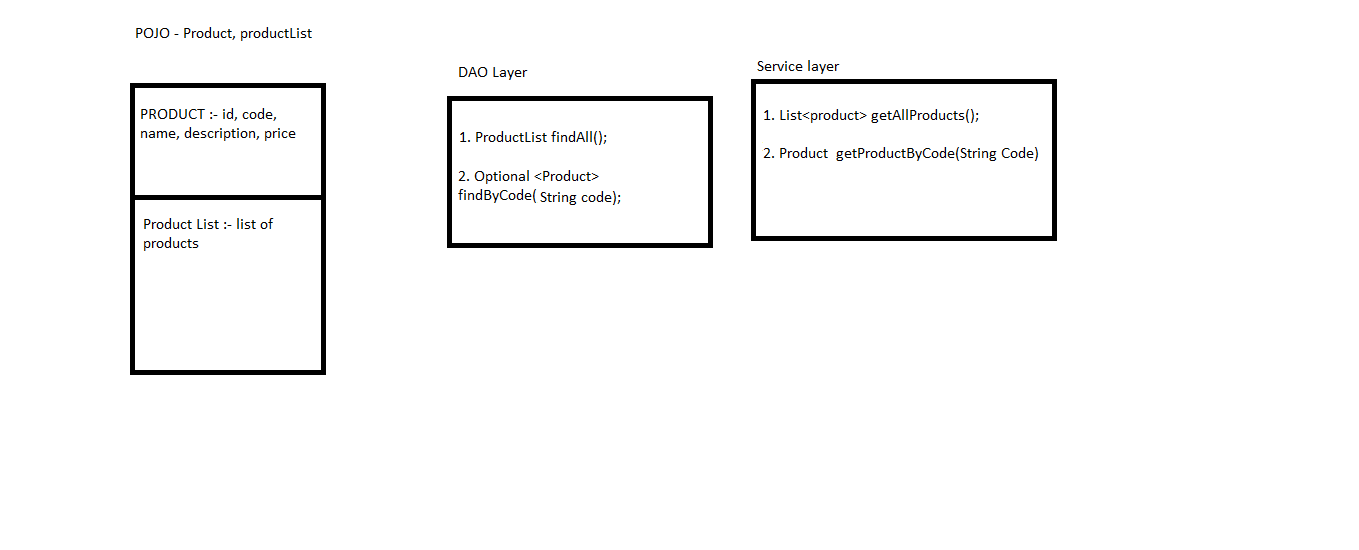 POJO - Product, productList
PRODUCT :- id, code,
name, description, price
Product List :- list of
products
DAO Layer
1. ProductList findAll();
2. Optional <Product>
findByCode( String code);
Service layer
1. List<product> getAllProducts();
2. Product  getProductByCode(String Code)